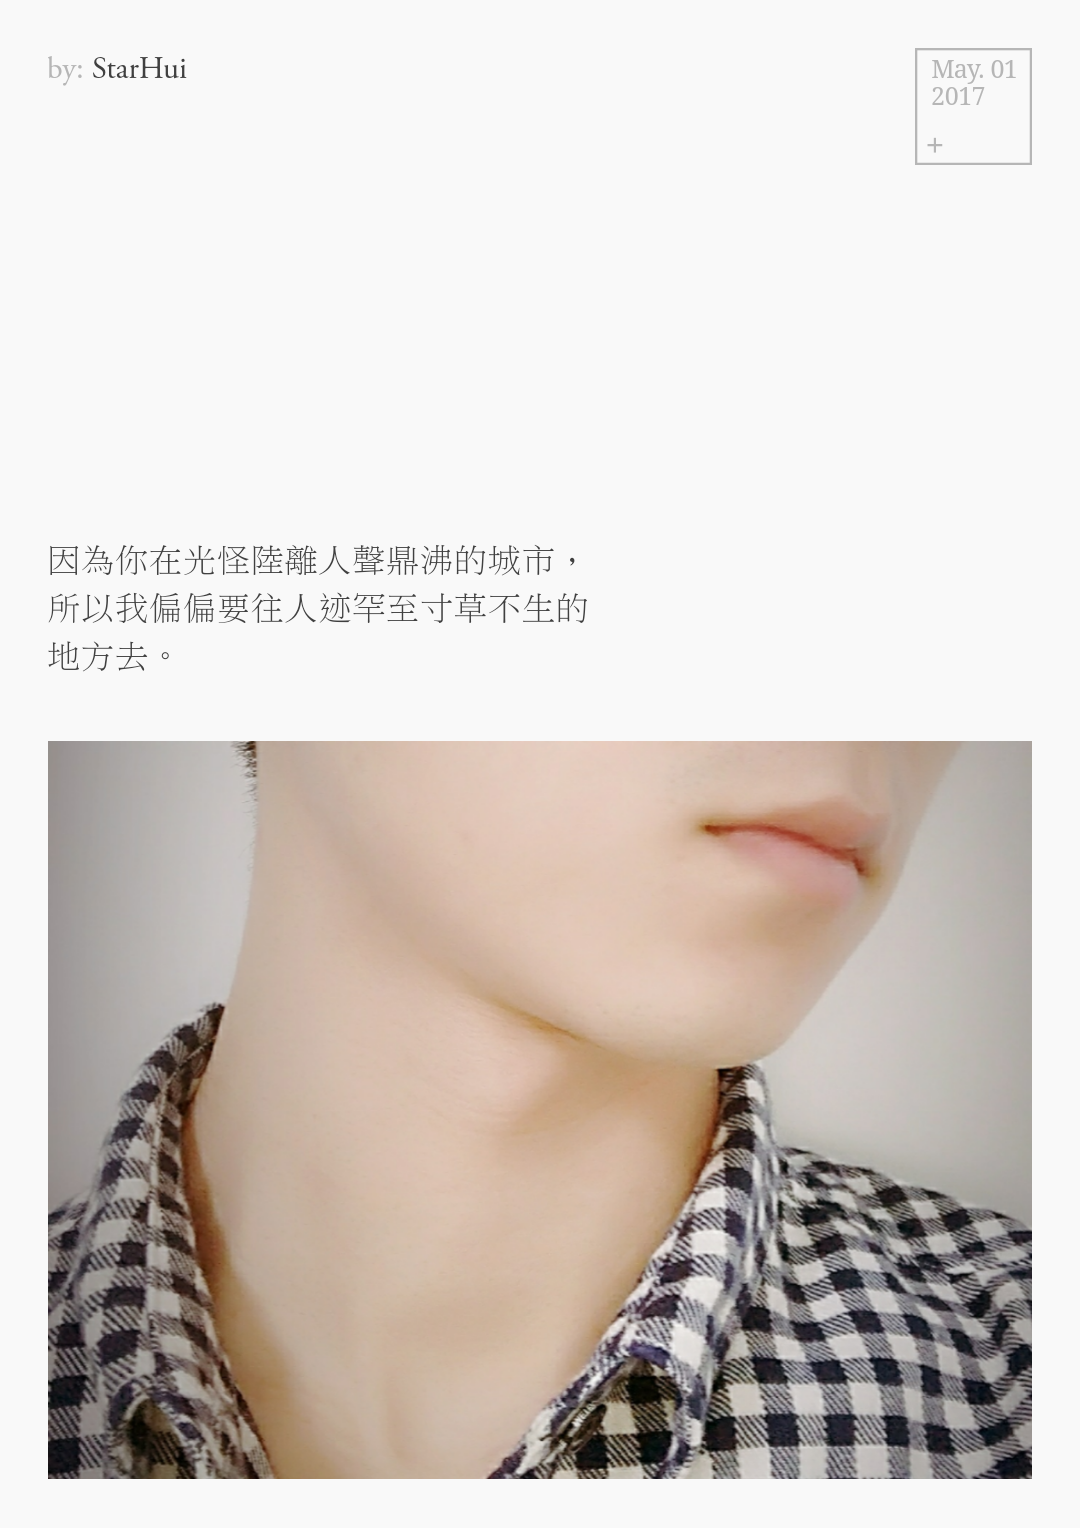 by: StarHui
May. 01
2017
+
因為你在光怪陸離人聲鼎沸的城市，
所以我偏偏要往人迹罕至寸草不生的
地方去。